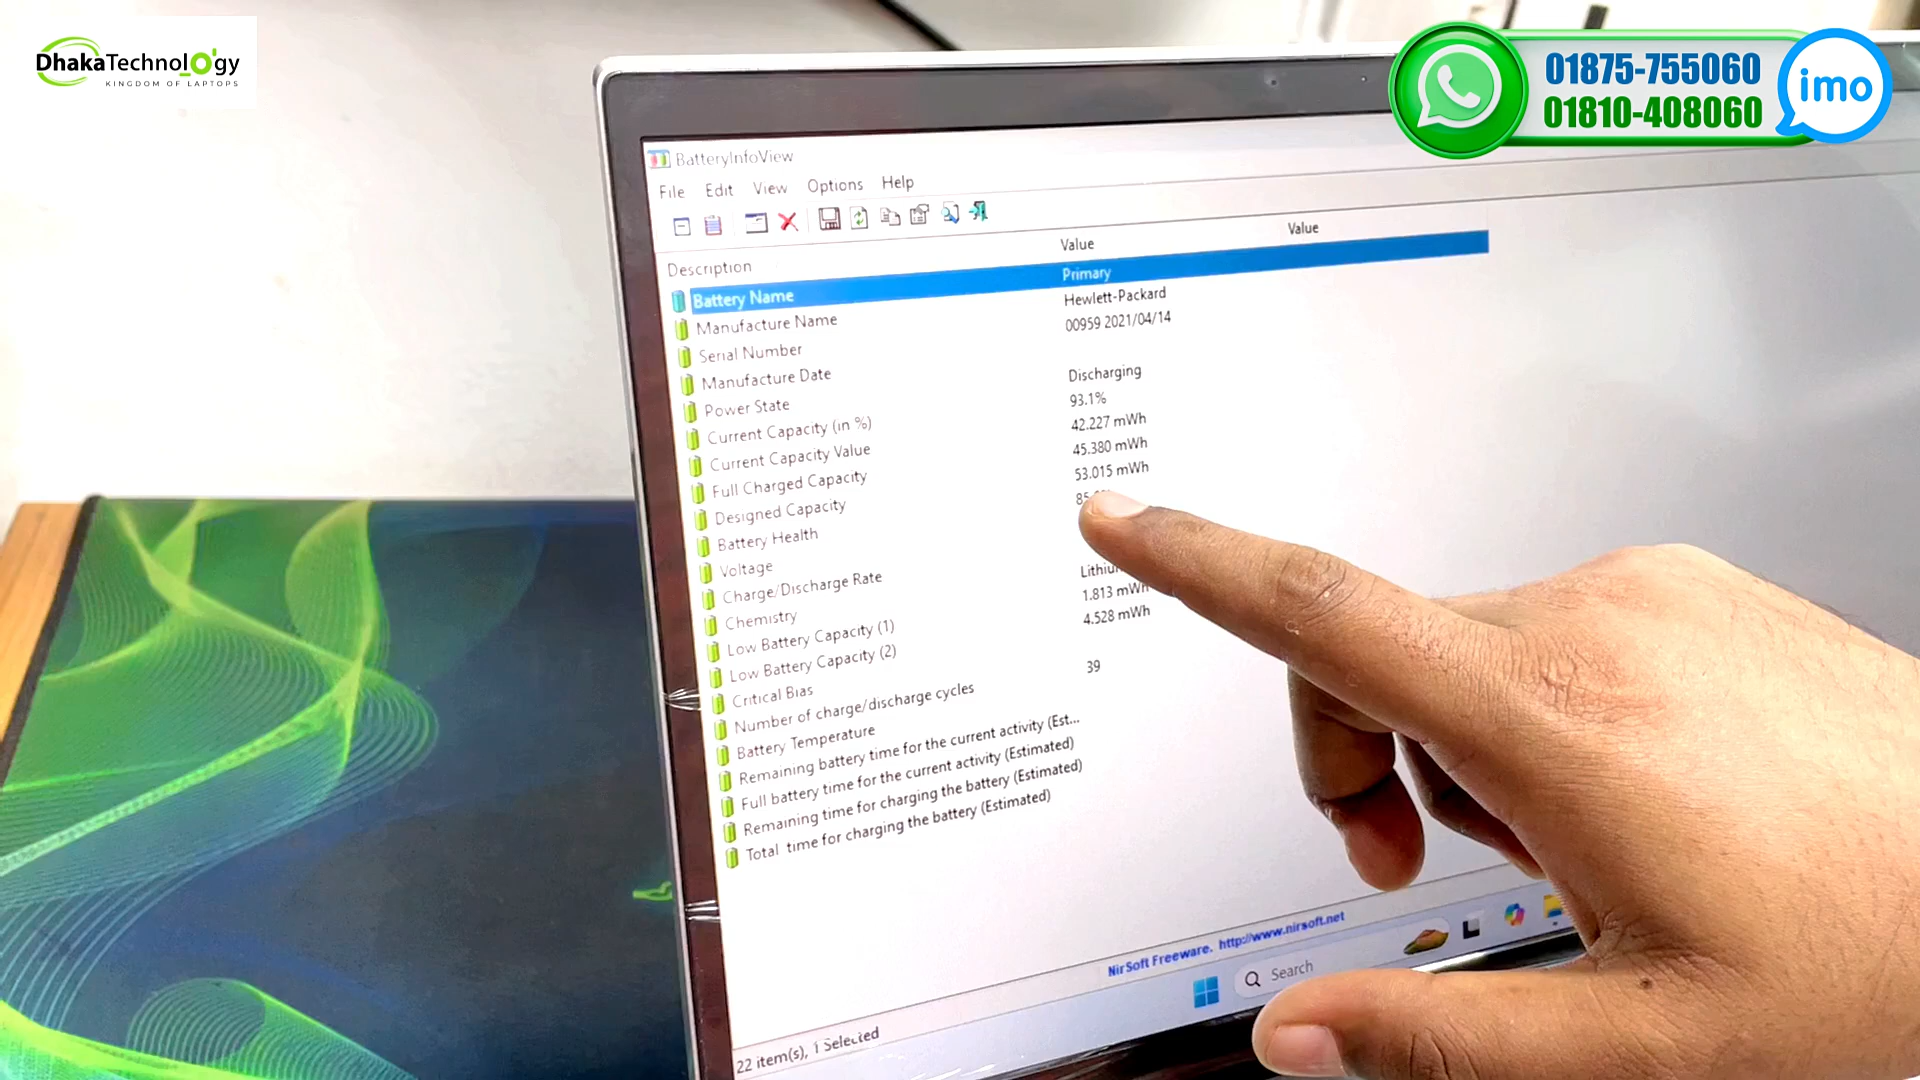 DhakaTechnology
KINGDOM OF LAPTOPS
01875-755060
01810-408060
imo
BatteryInfoView
File Edit View Options Help
Description Value Value
Battery Name Primary
Manufacture Name Hewlett-Packard
Serial Number 00959 2021/04/14
Manufacture Date
Power State Discharging
Current Capacity (in %) 93.1%
Current Capacity Value 42.227 mWh
Full Charged Capacity 45.380 mWh
Designed Capacity 53.015 mWh
Battery Health
Voltage
Charge/Discharge Rate
Chemistry
Low Battery Capacity (1) 1.813 mWh
Low Battery Capacity (2) 4.528 mWh
Critical Bias
Number of charge/discharge cycles 39
Battery Temperature
Remaining battery time for the current activity (Est...
Full battery time for the current activity (Estimated)
Remaining time for charging the battery (Estimated)
Total time for charging the battery (Estimated)
NirSoft Freeware. http://www.nirsoft.net
Search
22 item(s), 1 Selected